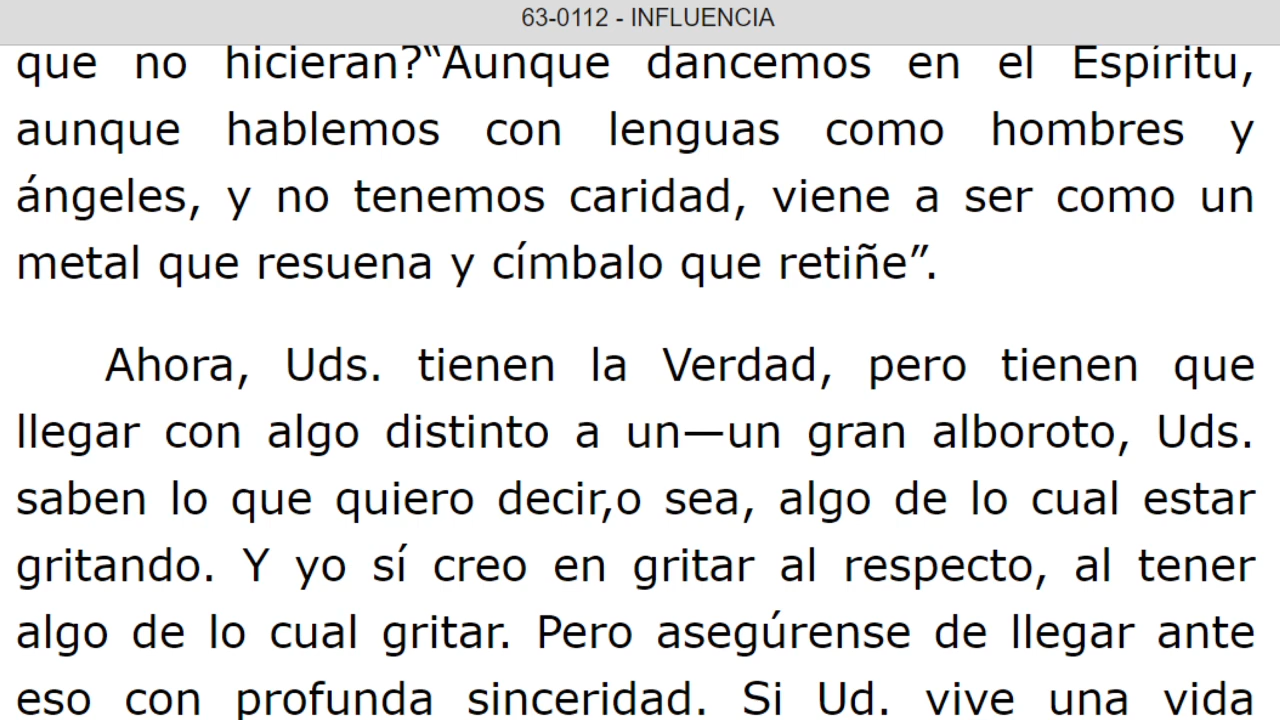 63-0112 - INFLUENCIA
que no hicieran?“Aunque dancemos en el Espíritu,
aunque hablemos con lenguas como hombres y
ángeles, y no tenemos caridad, viene a ser como un
metal que resuena y címbalo que retiñe”.
Ahora, Uds. tienen la Verdad, pero tienen que
llegar con algo distinto a un—un gran alboroto, Uds.
saben lo que quiero decir,o sea, algo de lo cual estar
gritando. Y yo sí creo en gritar al respecto, al tener
algo de lo cual gritar. Pero asegúrense de llegar ante
eso con profunda sinceridad. Si Ud. vive una vida